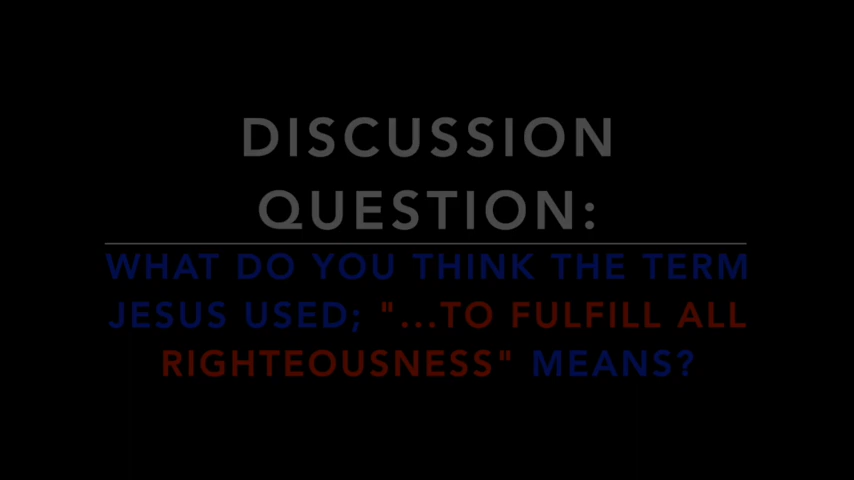 DISCUSSION
QUESTION:
WHAT DO YOU THINK THE TERM
JESUS USED; "...TO FULFILL ALL
RIGHTEOUSNESS" MEANS?